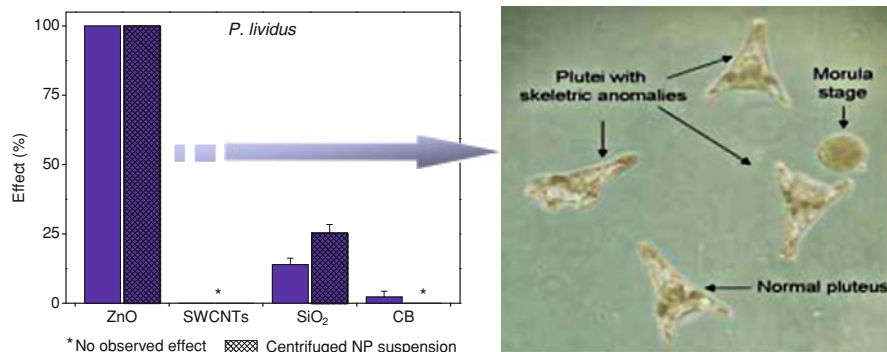 P. lividus
100
75
50
25
0
Effect (%)
*
*
ZnO
SWCNTs
SiO₂
CB
*No observed effect
Centrifuged NP suspension
Plutei with
skeletric anomalies
Morula
stage
Normal pluteus